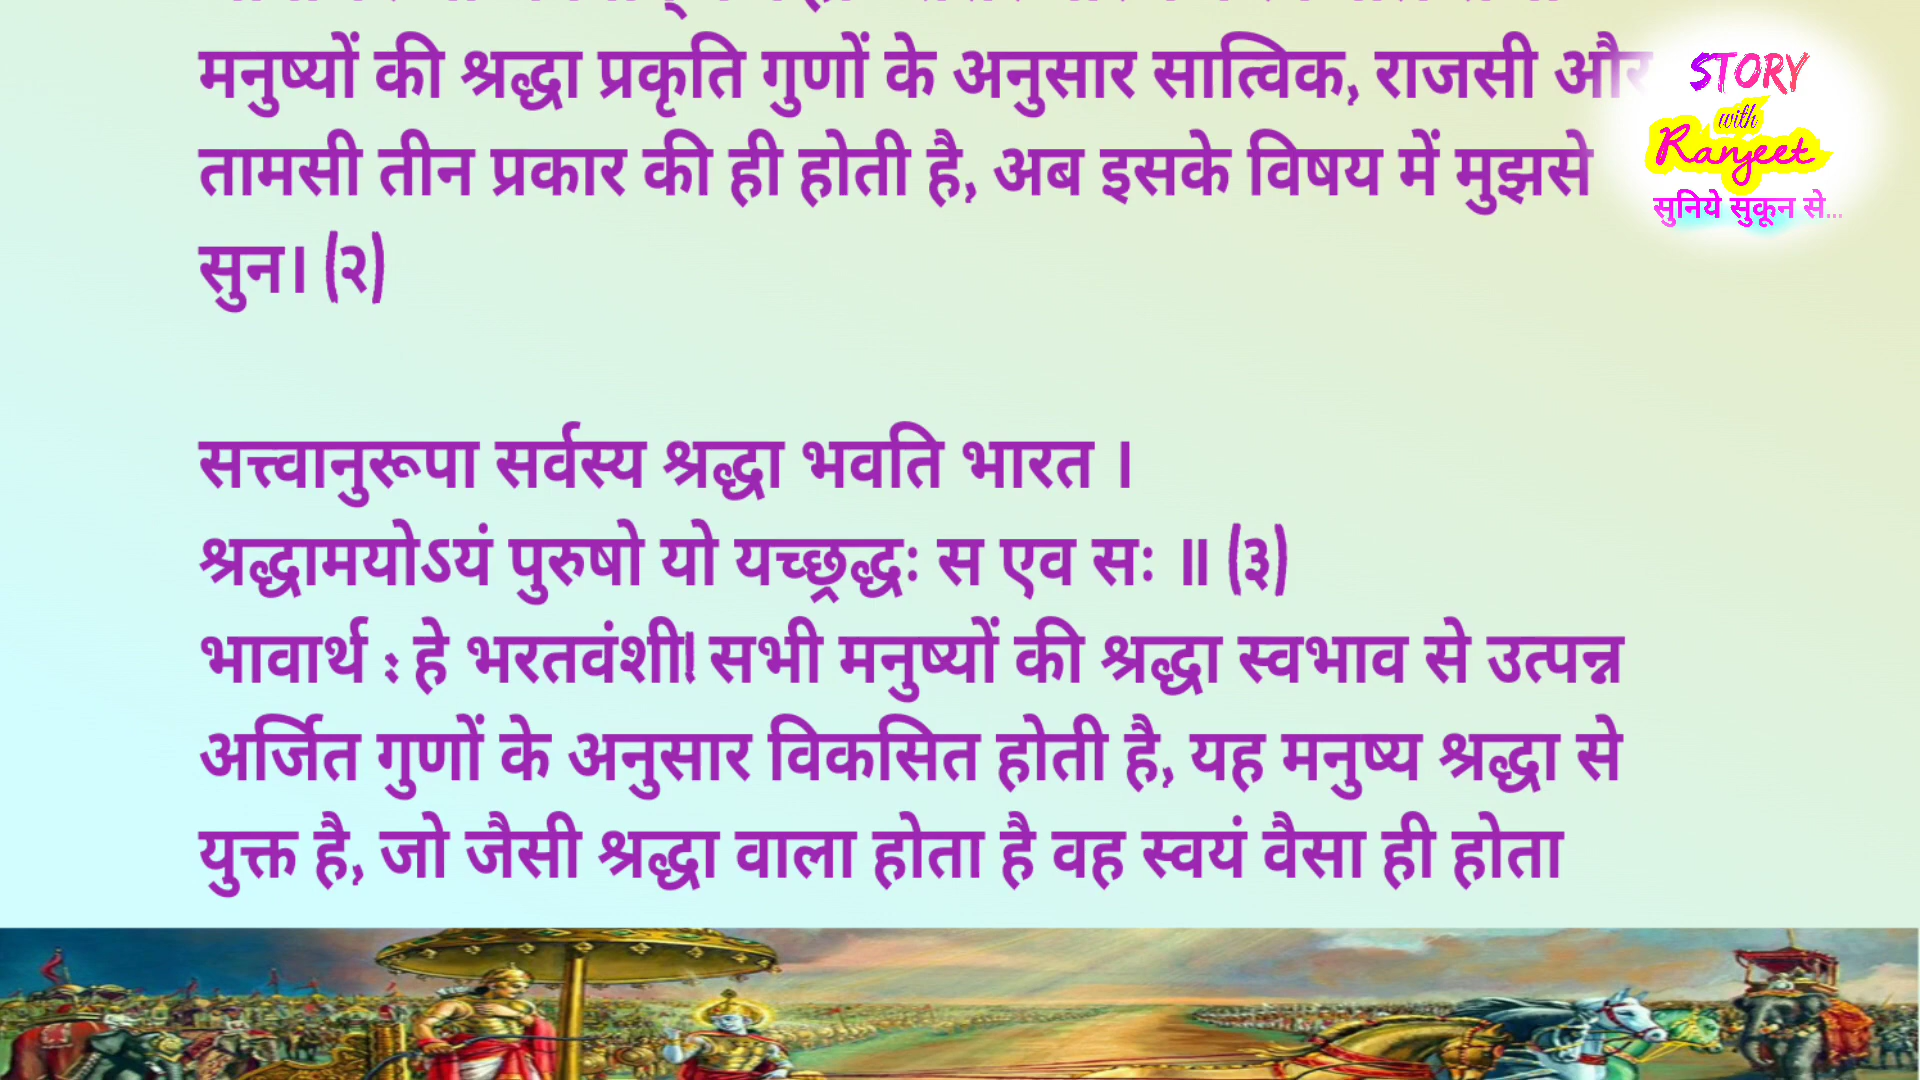 मनुष्यों की श्रद्धा प्रकृति गुणों के अनुसार सात्विक, राजसी और
तामसी तीन प्रकार की ही होती है, अब इसके विषय में मुझसे
सुन। (२)
सत्त्वानुरूपा सर्वस्य श्रद्धा भवति भारत ।
श्रद्धामयोऽयं पुरुषो यो यच्छ्रद्धः स एव सः ॥ (३)
भावार्थ : हे भरतवंशी! सभी मनुष्यों की श्रद्धा स्वभाव से उत्पन्न
अर्जित गुणों के अनुसार विकसित होती है, यह मनुष्य श्रद्धा से
युक्त है, जो जैसी श्रद्धा वाला होता है वह स्वयं वैसा ही होता
STORY
with
Ranjeet
सुनिये सुकून से...